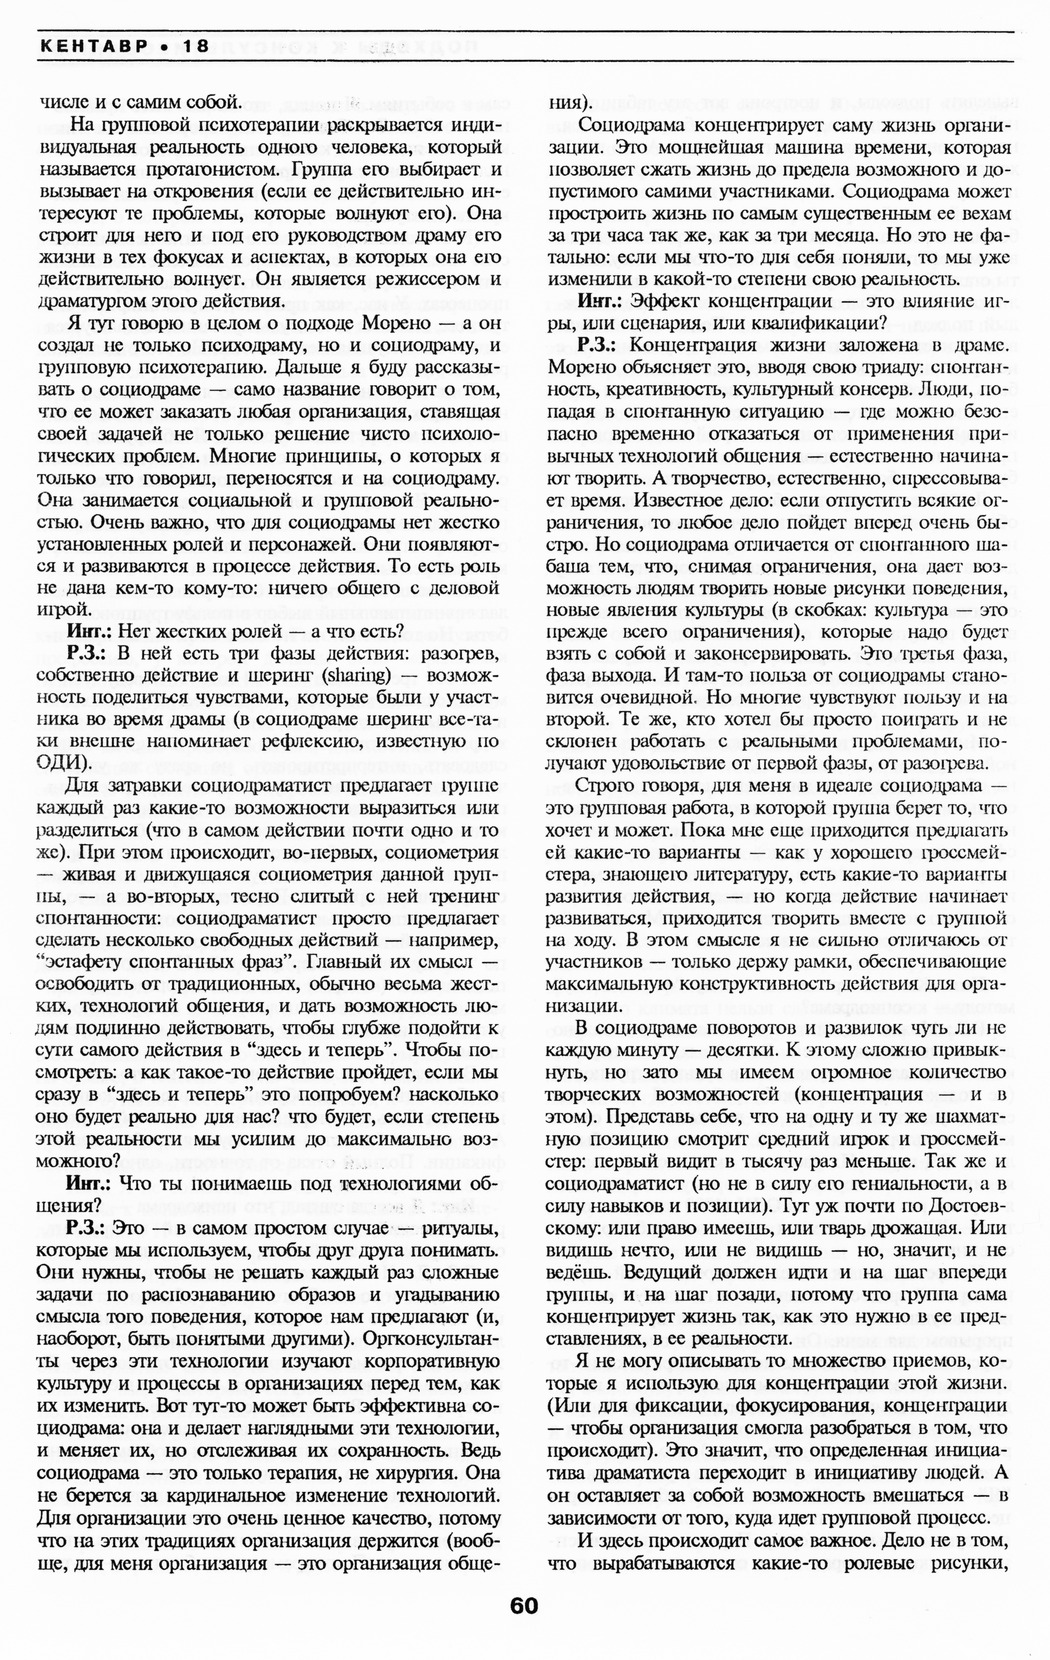 КЕНТАВР • 18
числе и с самим собой.
На групповой психотерапии раскрывается инди-
видуальная реальность одного человека, который
называется протагонистом. Группа его выбирает и
вызывает на откровения (если ее действительно ин-
тересуют те проблемы, которые волнуют его). Она
строит для него и под его руководством драму его
жизни в тех фокусах и аспектах, в которых она его
действительно волнует. Он является режиссером и
драматургом этого действия.
Я тут говорю в целом о подходе Морено — а он
создал не только психодраму, но и социодраму, и
групповую психотерапию. Дальше я буду рассказы-
вать о социодраме — само название говорит о том,
что ее может заказать любая организация, ставящая
своей задачей не только решение чисто психоло-
гических проблем. Многие принципы, о которых я
только что говорил, переносятся и на социодраму.
Она занимается социальной и групповой реально-
стью. Очень важно, что для социодрамы нет жестко
установленных ролей и персонажей. Они появляют-
ся и развиваются в процессе действия. То есть роль
не дана кем-то кому-то: ничего общего с деловой
игрой.
Инт.: Нет жестких ролей — а что есть?
Р.З.: В ней есть три фазы действия: разогрев,
собственно действие и шеринг (sharing) — возмож-
ность поделиться чувствами, которые были у участ-
ника во время драмы (в социодраме шеринг все-та-
ки внешне напоминает рефлексию, известную по
ОДИ).
Для затравки социодраматист предлагает группе
каждый раз какие-то возможности выразиться или
разделиться (что в самом действии почти одно и то
же). При этом происходит, во-первых, социометрия
— живая и движущаяся социометрия данной груп-
пы, — а во-вторых, тесно слитый с ней тренинг
спонтанности: социодраматист просто предлагает
сделать несколько свободных действий — например,
“эстафету спонтанных фраз”. Главный их смысл —
освободить от традиционных, обычно весьма жест-
ких, технологий общения, и дать возможность лю-
дям подлинно действовать, чтобы глубже подойти к
сути самого действия в “здесь и теперь”. Чтобы по-
смотреть: а как такое-то действие пройдет, если мы
сразу в “здесь и теперь” это попробуем? насколько
оно будет реально для нас? что будет, если степень
этой реальности мы усилим до максимально воз-
можного?
Инт.: Что ты понимаешь под технологиями об-
щения?
Р.З.: Это — в самом простом случае — ритуалы,
которые мы используем, чтобы друг друга понимать.
Они нужны, чтобы не решать каждый раз сложные
задачи по распознаванию образов и угадыванию
смысла того поведения, которое нам предлагают (и,
наоборот, быть понятыми другими). Оргконсультан-
ты через эти технологии изучают корпоративную
культуру и процессы в организациях перед тем, как
их изменить. Вот тут-то может быть эффективна со-
циодрама: она и делает наглядными эти технологии,
и меняет их, но отслеживая их сохранность. Ведь
социодрама — это только терапия, не хирургия. Она
не берется за кардинальное изменение технологий.
Для организации это очень ценное качество, потому
что на этих традициях организация держится (вооб-
ще, для меня организация — это организация обще-
ния).
Социодрама концентрирует саму жизнь органи-
зации. Это мощнейшая машина времени, которая
позволяет сжать жизнь до предела возможного и до-
пустимого самими участниками. Социодрама может
простроить жизнь по самым существенным ее вехам
за три часа так же, как за три месяца. Но это не фа-
тально: если мы что-то для себя поняли, то мы уже
изменили в какой-то степени свою реальность.
Инт.: Эффект концентрации — это влияние иг-
ры, или сценария, или квалификации?
Р.З.: Концентрация жизни заложена в драме.
Морено объясняет это, вводя свою триаду: спонтан-
ность, креативность, культурный консерв. Люди, по-
падая в спонтанную ситуацию — где можно безо-
пасно временно отказаться от применения при-
вычных технологий общения — естественно начина-
ют творить. А творчество, естественно, спрессовыва-
ет время. Известное дело: если отпустить всякие ог-
раничения, то любое дело пойдет вперед очень бы-
стро. Но социодрама отличается от спонтанного ша-
баша тем, что, снимая ограничения, она дает воз-
можность людям творить новые рисунки поведения,
новые явления культуры (в скобках: культура — это
прежде всего ограничения), которые надо будет
взять с собой и законсервировать. Это третья фаза,
фаза выхода. И там-то польза от социодрамы стано-
вится очевидной. Но многие чувствуют пользу и на
второй. Те же, кто хотел бы просто поиграть и не
склонен работать с реальными проблемами, по-
лучают удовольствие от первой фазы, от разогрева.
Строго говоря, для меня в идеале социодрама —
это групповая работа, в которой группа берет то, что
хочет и может. Пока мне еще приходится предлагать
ей какие-то варианты — как у хорошего гроссмей-
стера, знающего литературу, есть какие-то варианты
развития действия, — но когда действие начинает
развиваться, приходится творить вместе с группой
на ходу. В этом смысле я не сильно отличаюсь от
участников — только держу рамки, обеспечивающие
максимальную конструктивность действия для орга-
низации.
В социодраме поворотов и развилок чуть ли не
каждую минуту — десятки. К этому сложно привык-
нуть, но зато мы имеем огромное количество
творческих возможностей (концентрация — и в
этом). Представь себе, что на одну и ту же шахмат-
ную позицию смотрит средний игрок и гроссмей-
стер: первый видит в тысячу раз меньше. Так же и
социодраматист (но не в силу его гениальности, а в
силу навыков и позиции). Тут уж почти по Достоев-
скому: или право имеешь, или тварь дрожащая. Или
видишь нечто, или не видишь — но, значит, и не
ведёшь. Ведущий должен идти и на шаг впереди
группы, и на шаг позади, потому что группа сама
концентрирует жизнь так, как это нужно в ее пред-
ставлениях, в ее реальности.
Я не могу описывать то множество приемов, ко-
торые я использую для концентрации этой жизни.
(Или для фиксации, фокусирования, концентрации
— чтобы организация смогла разобраться в том, что
происходит). Это значит, что определенная инициа-
тива драматиста переходит в инициативу людей. А
он оставляет за собой возможность вмешаться — в
зависимости от того, куда идет групповой процесс.
И здесь происходит самое важное. Дело не в том,
что вырабатываются какие-то ролевые рисунки,
60